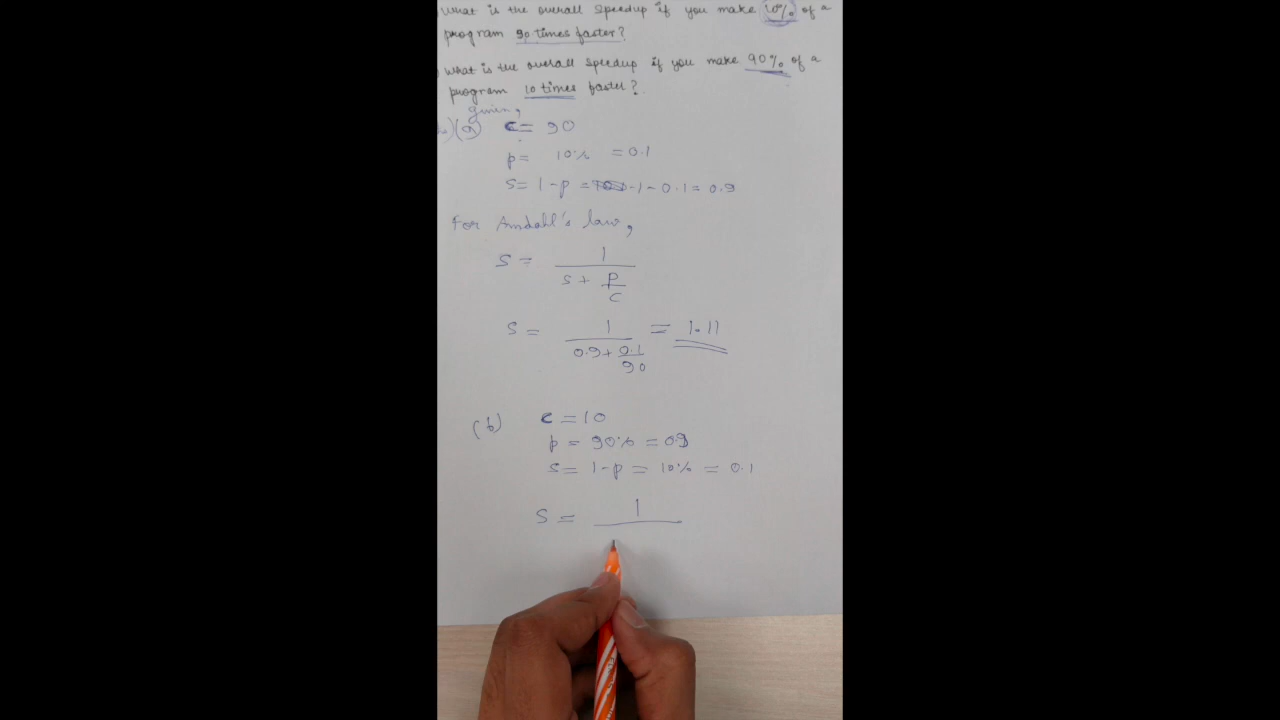 what is the overall speedup if you make 10% of a
program 90 times faster?
what is the overall speedup if you make 90% of a
program 10 times faster?
given,
(a) c = 90
p = 10% = 0.1
s = 1-p = 1-0.1 = 0.9
For Amdahl's law,
S = 1
s + p
c
S = 1 = 1.11
0.9 + 0.1
90
(b) c = 10
p = 90% = 0.9
s = 1-p = 10% = 0.1
S = 1